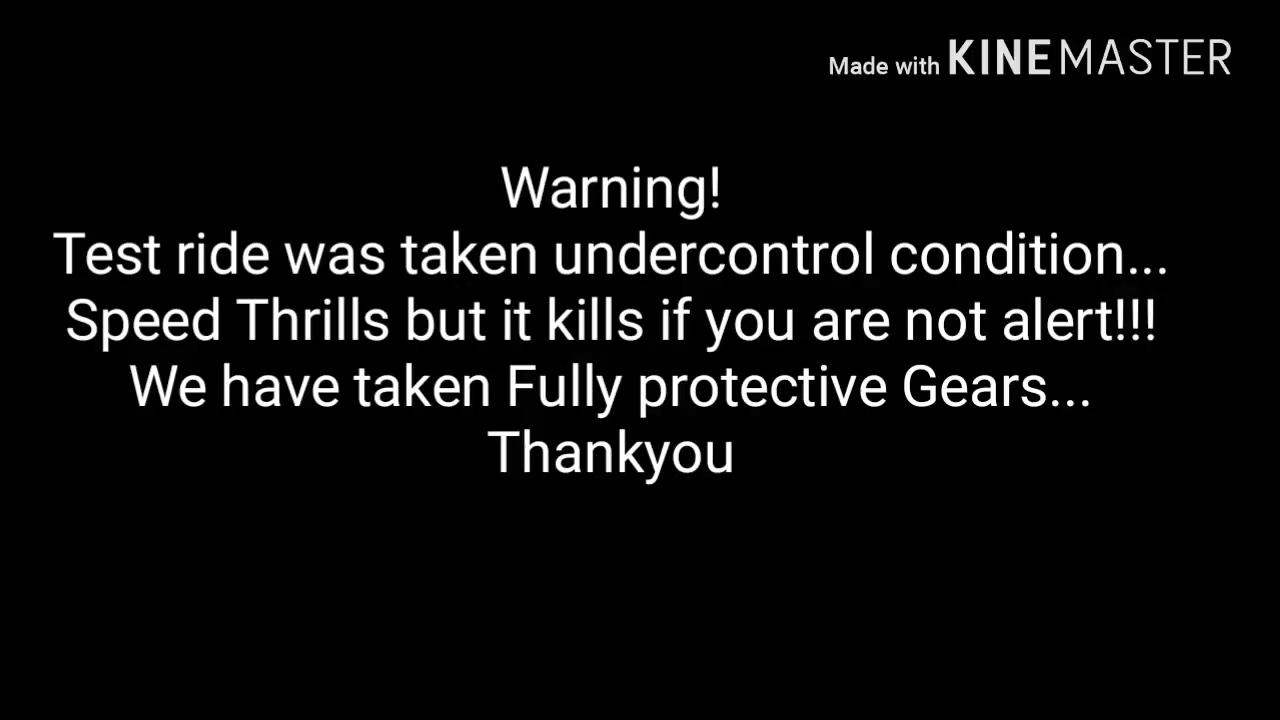 Made with KINEMASTER
Warning!
Test ride was taken undercontrol condition...
Speed Thrills but it kills if you are not alert!!!
We have taken Fully protective Gears...
Thankyou